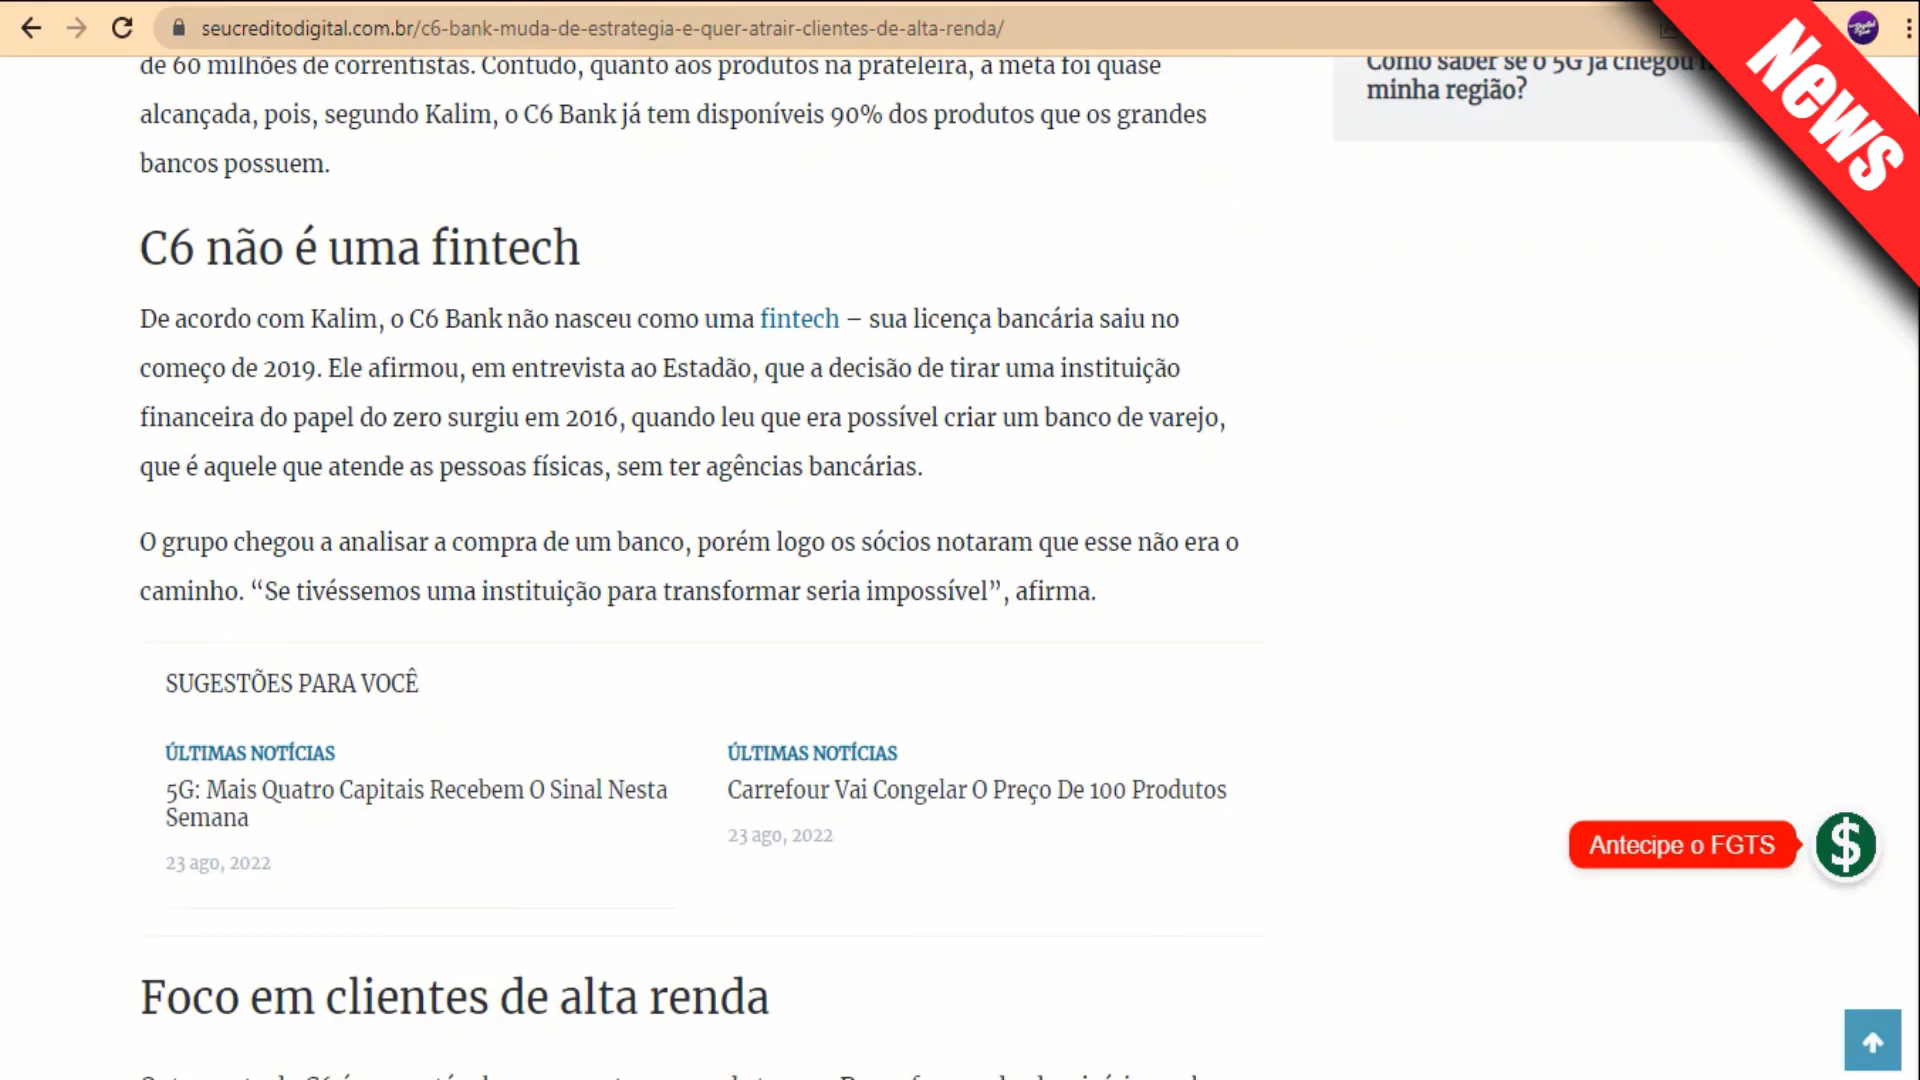 seucreditodigital.com.br/c6-bank-muda-de-estrategia-e-quer-atrair-clientes-de-alta-renda/
News
de 60 milhões de correntistas. Contudo, quanto aos produtos na prateleira, a meta foi quase
alcançada, pois, segundo Kalim, o C6 Bank já tem disponíveis 90% dos produtos que os grandes
bancos possuem.
Como saber se o 5G já chegou
minha região?
C6 não é uma fintech
De acordo com Kalim, o C6 Bank não nasceu como uma fintech – sua licença bancária saiu no
começo de 2019. Ele afirmou, em entrevista ao Estadão, que a decisão de tirar uma instituição
financeira do papel do zero surgiu em 2016, quando leu que era possível criar um banco de varejo,
que é aquele que atende as pessoas físicas, sem ter agências bancárias.
O grupo chegou a analisar a compra de um banco, porém logo os sócios notaram que esse não era o
caminho. “Se tivéssemos uma instituição para transformar seria impossível”, afirma.
SUGESTÕES PARA VOCÊ
ÚLTIMAS NOTÍCIAS
5G: Mais Quatro Capitais Recebem O Sinal Nesta
Semana
23 ago, 2022
ÚLTIMAS NOTÍCIAS
Carrefour Vai Congelar O Preço De 100 Produtos
23 ago, 2022
Antecipe o FGTS
$
Foco em clientes de alta renda